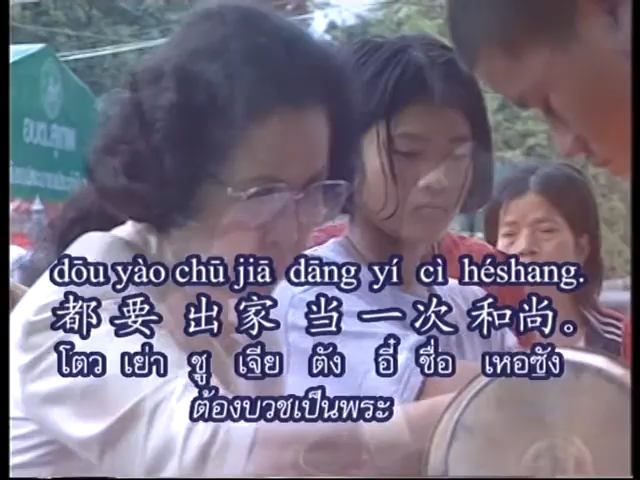 dōu yào chū jiā dāng yí cì héshang.
都要出家当一次和尚。
โตว เย่า ชู เจีย ตัง อี๋ ชื่อ เหอซัง
ต้องบวชเป็นพระ